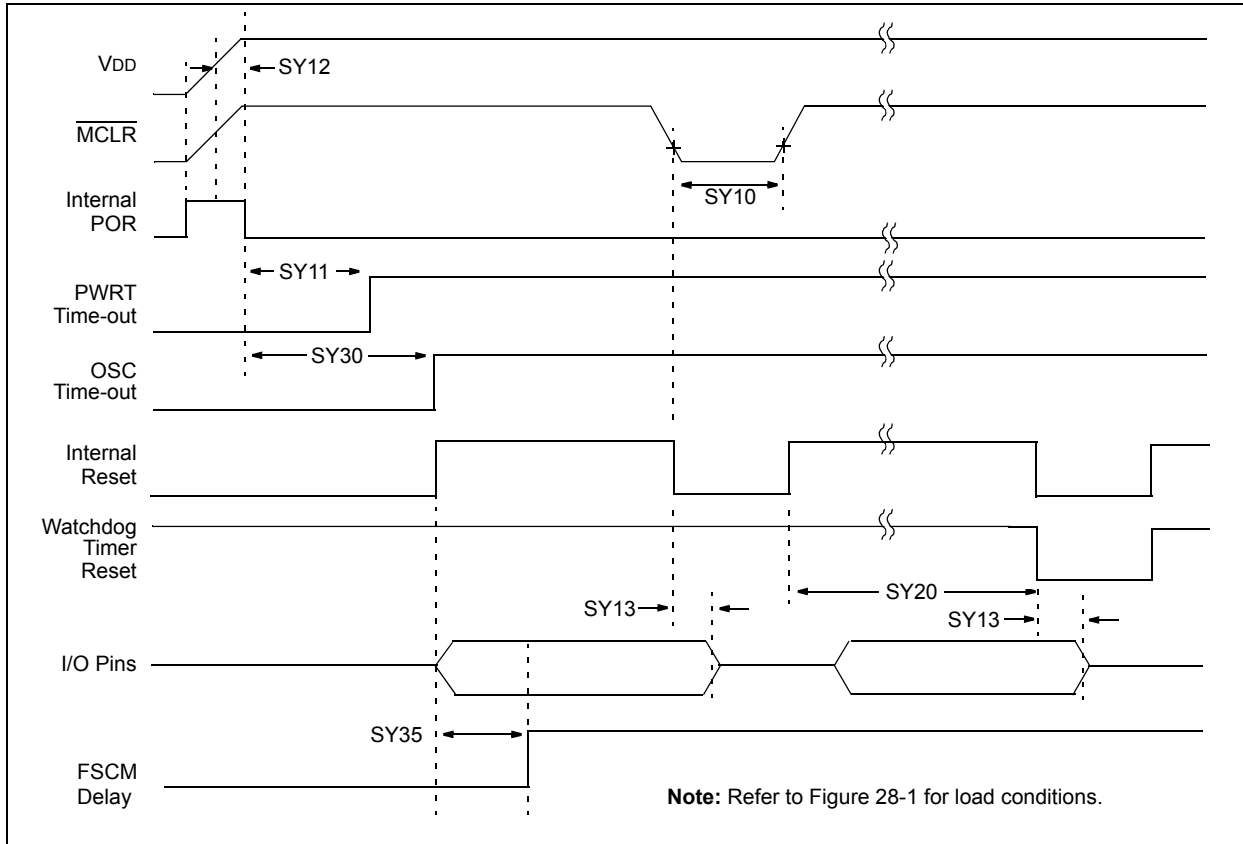 VDD
SY12
MCLR
SY10
Internal
POR
SY11
PWRT
Time-out
SY30
OSC
Time-out
Internal
Reset
Watchdog
Timer
Reset
SY20
SY13
SY13
I/O Pins
SY35
FSCM
Delay
Note: Refer to Figure 28-1 for load conditions.